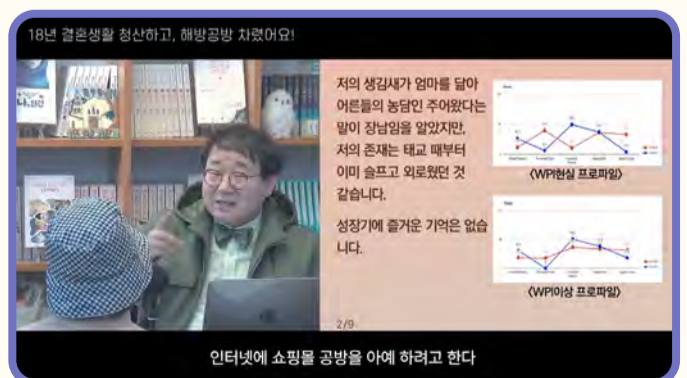 18년 결혼생활 청산하고, 해방공방 차렸어요!
저의 생김새가 엄마를 닮아
어른들의 농담인 주어왔다는
말이 장난임을 알았지만,
저의 존재는 태교 때부터
이미 슬프고 외로웠던 것
같습니다.
성장기에 즐거운 기억은 없습
니다.
<WPI현실 프로파일>
<WPI이상 프로파일>
2/9
인터넷에 쇼핑몰 공방을 아예 하려고 한다